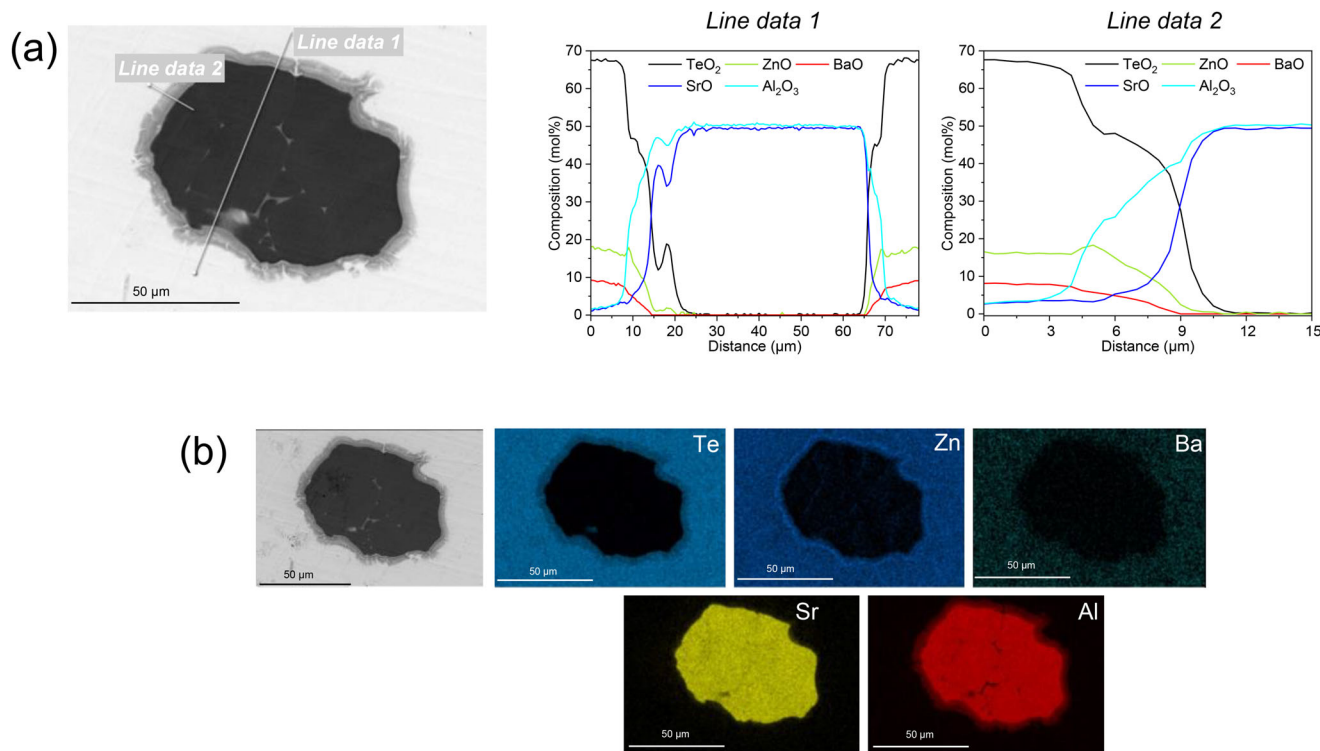 (a)
Line data 1
Line data 2
50 µm
Line data 1
TeO₂ ZnO BaO
SrO Al₂O₃
Composition (mol%)
70
60
50
40
30
20
10
0
0 10 20 30 40 50 60 70
Distance (µm)
Line data 2
TeO₂ ZnO BaO
SrO Al₂O₃
Composition (mol%)
70
60
50
40
30
20
10
0
0 3 6 9 12 15
Distance (µm)
(b)
50 µm
Te
50 µm
Zn
50 µm
Ba
50 µm
Sr
50 µm
Al
50 µm